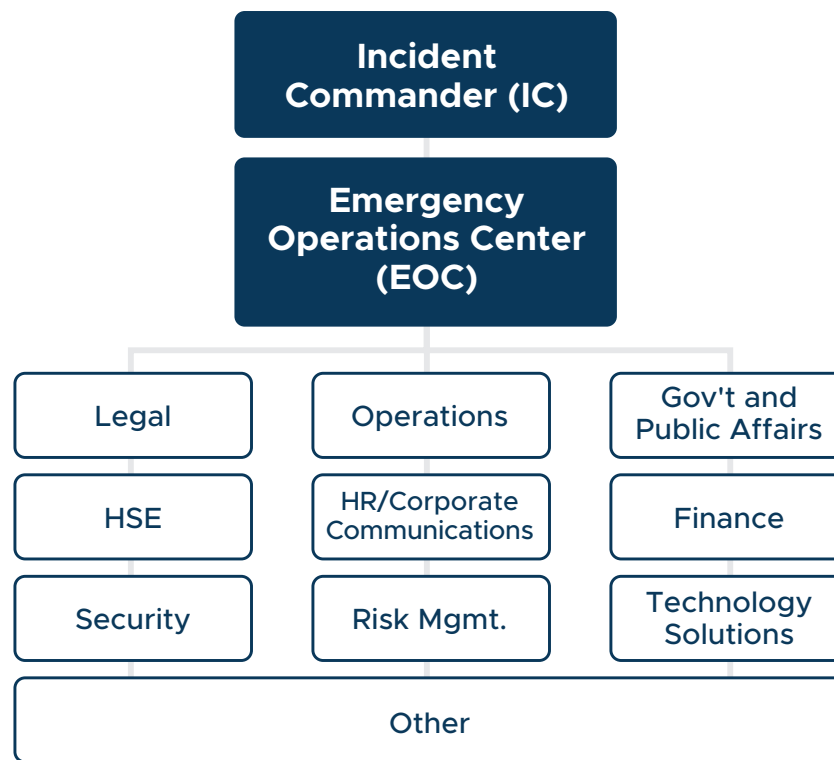 Incident
Commander (IC)
Emergency
Operations Center
(EOC)
Legal
Operations
Gov't and
Public Affairs
HSE
HR/Corporate
Communications
Finance
Security
Risk Mgmt.
Technology
Solutions
Other